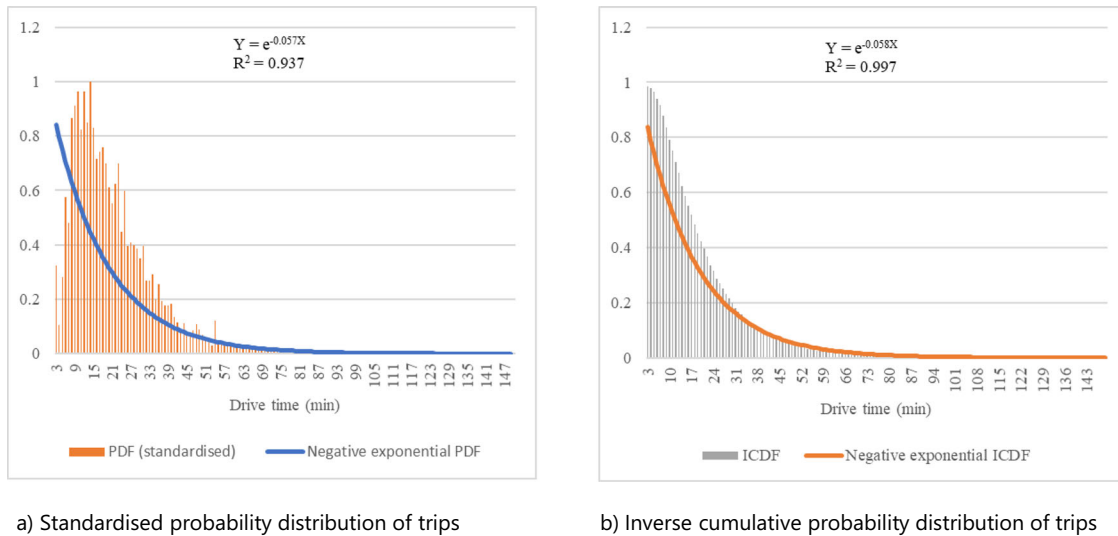 1.2
Y = e^-0.057X
R² = 0.937
1
0.8
0.6
0.4
0.2
0
3 9 15 21 27 33 39 45 51 57 63 69 75 81 87 93 99 105 111 117 123 129 135 141 147
Drive time (min)
PDF (standardised) Negative exponential PDF
a) Standardised probability distribution of trips
1.2
Y = e^-0.058X
R² = 0.997
1
0.8
0.6
0.4
0.2
0
3 10 17 24 31 38 45 52 59 66 73 80 87 94 101 108 115 122 129 136 143
Drive time (min)
ICDF Negative exponential ICDF
b) Inverse cumulative probability distribution of trips